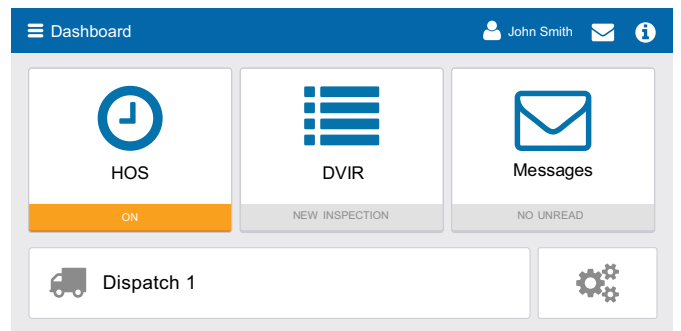 Dashboard
John Smith
HOS
DVIR
Messages
ON
NEW INSPECTION
NO UNREAD
Dispatch 1